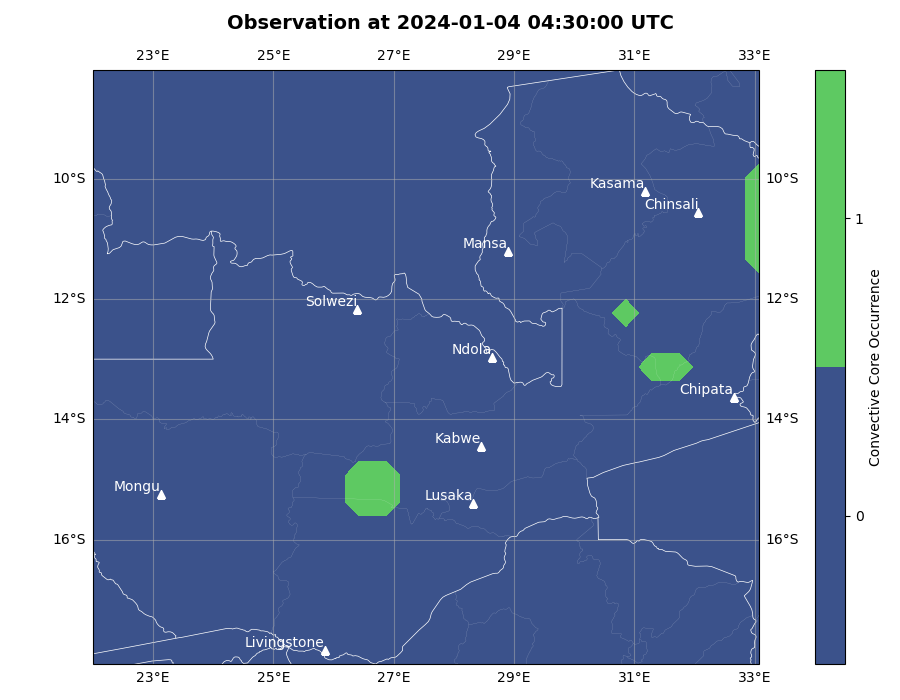 Observation at 2024-01-04 04:30:00 UTC
23°E 25°E 27°E 29°E 31°E 33°E
10°S 10°S
Kasama
Chinsali
Mansa
1
12°S 12°S
Solwezi
Ndola
Chipata
14°S 14°S
Kabwe
Mongu
Lusaka
16°S 16°S
0
Livingstone
23°E 25°E 27°E 29°E 31°E 33°E
Convective Core Occurrence